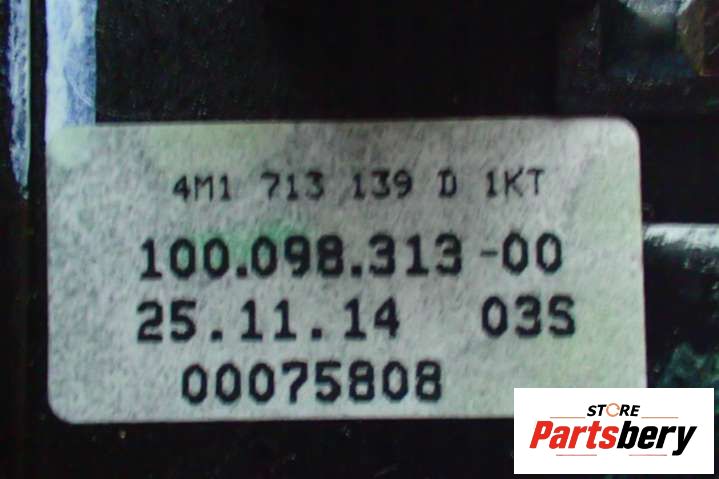 4M1 713 139 D 1KT
100.098.313-00
25.11.14 03S
00075808
STORE
Partsbery